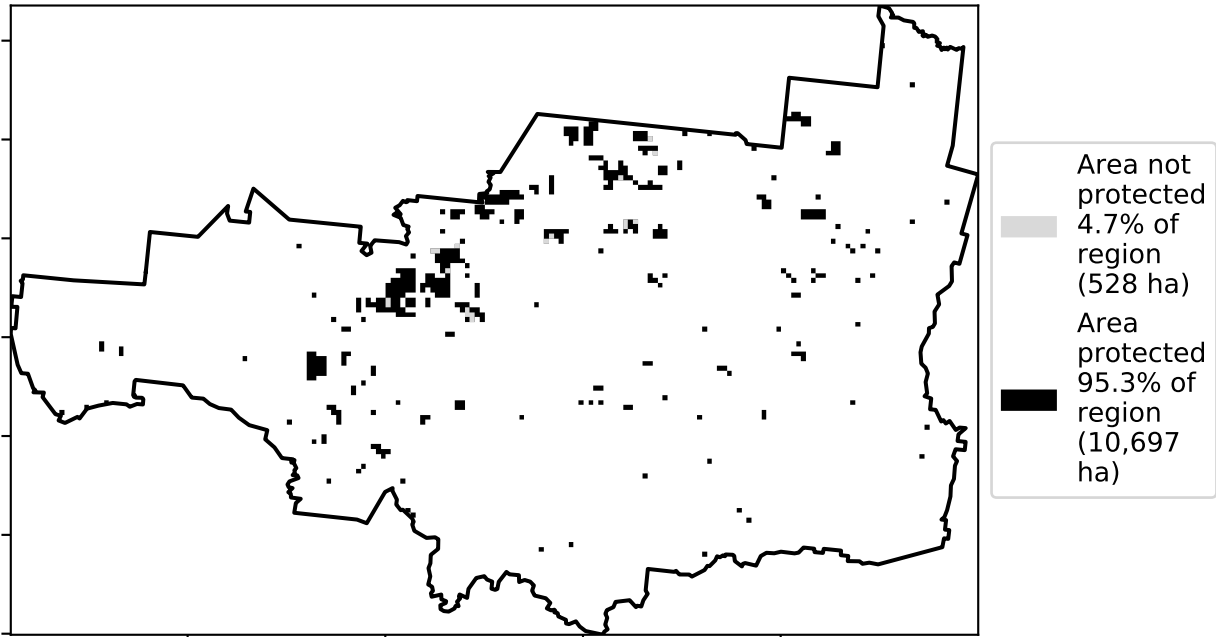 Area not
protected
4.7% of
region
(528 ha)
Area
protected
95.3% of
region
(10,697
ha)